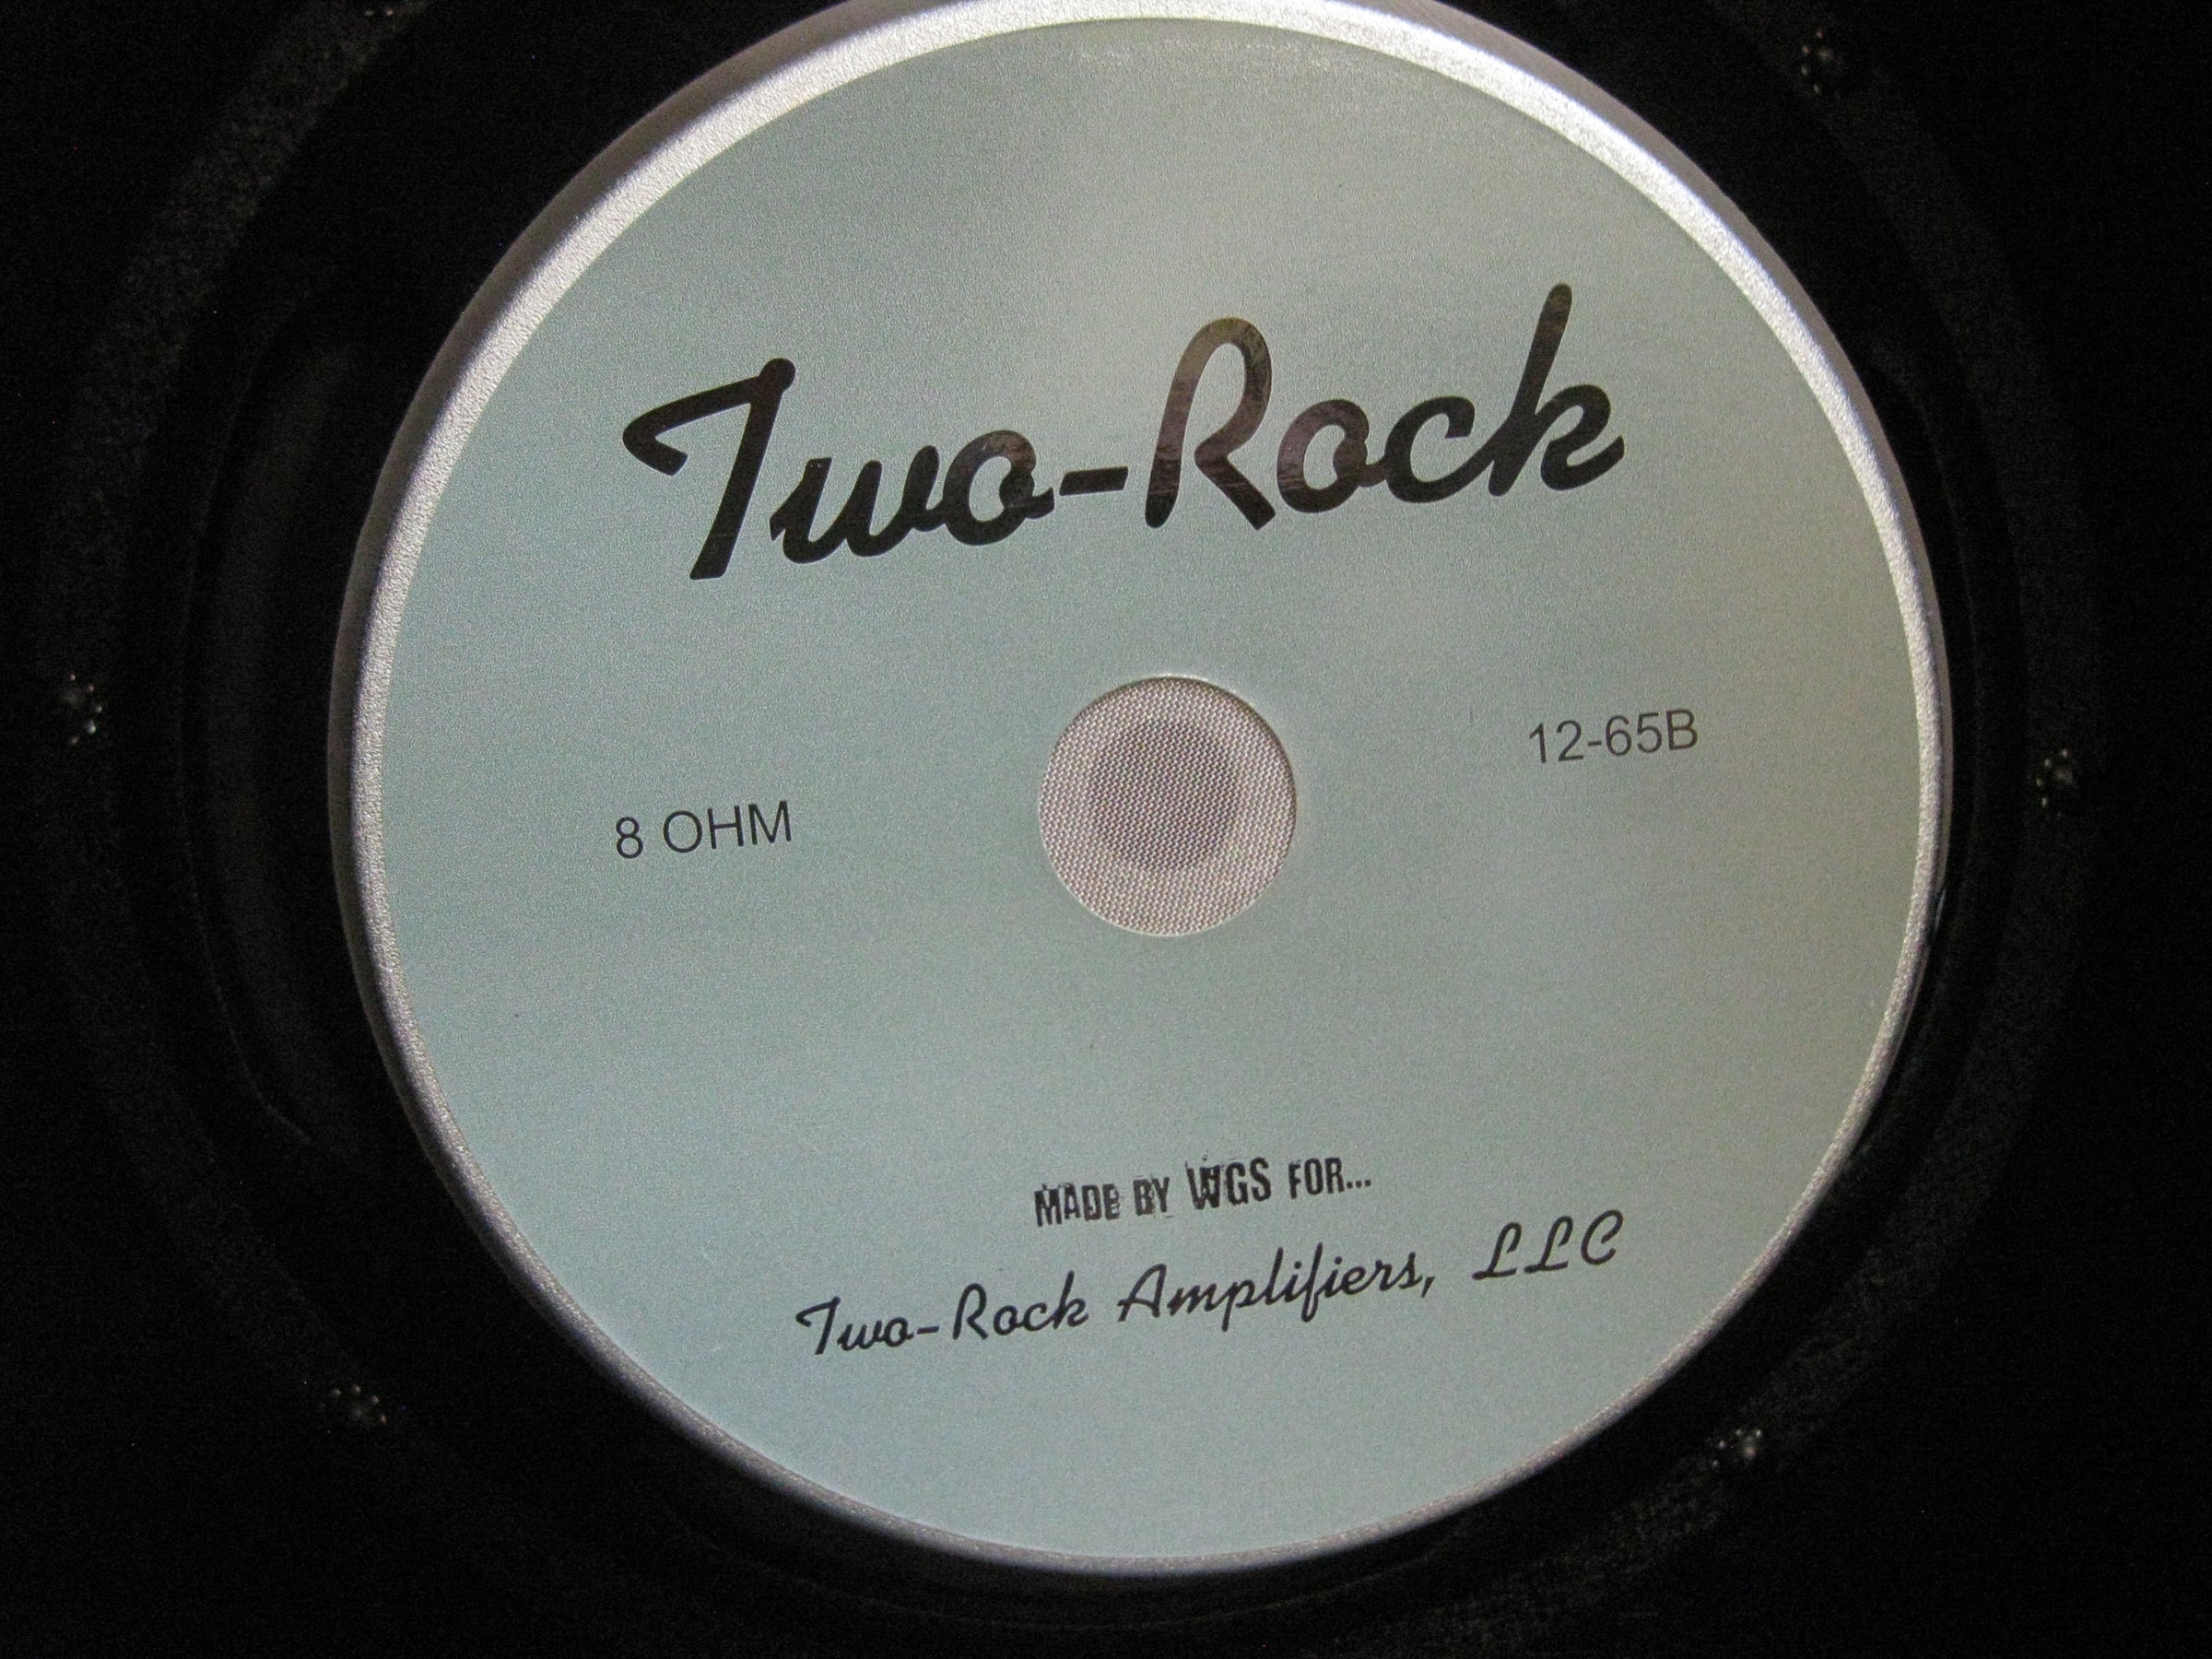 Two-Rock
8 OHM
12-65B
MADE BY WGS FOR...
Two-Rock Amplifiers, LLC